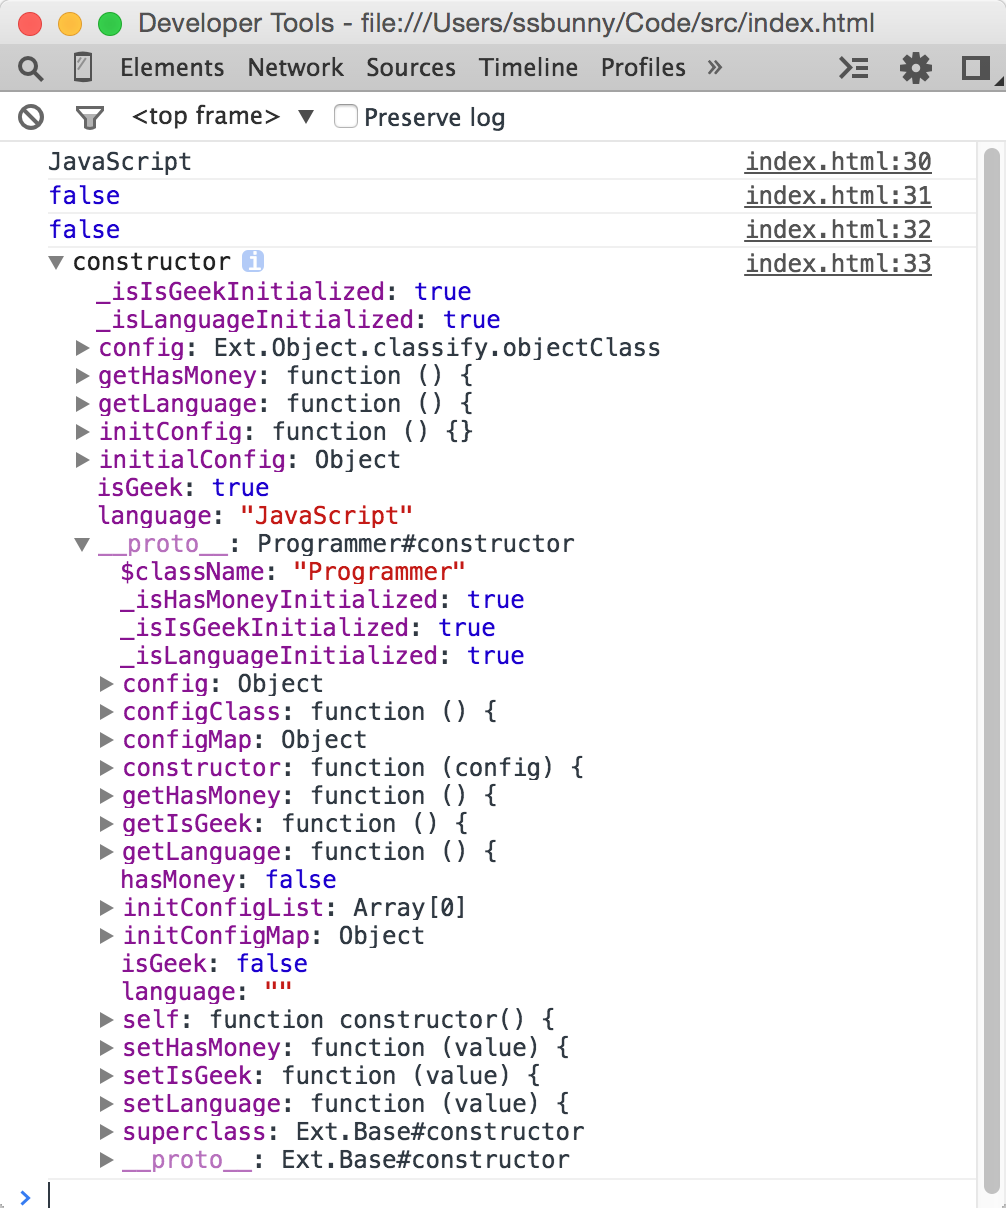 Developer Tools - file:///Users/ssbunny/Code/src/index.html
Elements Network Sources Timeline Profiles »
<top frame> ▼ Preserve log
JavaScript index.html:30
false index.html:31
false index.html:32
▼ constructor i index.html:33
_isIsGeekInitialized: true
_isLanguageInitialized: true
▶ config: Ext.Object.classify.objectClass
▶ getHasMoney: function () {
▶ getLanguage: function () {
▶ initConfig: function () {}
▶ initialConfig: Object
isGeek: true
language: "JavaScript"
▼ __proto__: Programmer#constructor
$className: "Programmer"
_isHasMoneyInitialized: true
_isIsGeekInitialized: true
_isLanguageInitialized: true
▶ config: Object
▶ configClass: function () {
▶ configMap: Object
▶ constructor: function (config) {
▶ getHasMoney: function () {
▶ getIsGeek: function () {
▶ getLanguage: function () {
hasMoney: false
▶ initConfigList: Array[0]
▶ initConfigMap: Object
isGeek: false
language: ""
▶ self: function constructor() {
▶ setHasMoney: function (value) {
▶ setIsGeek: function (value) {
▶ setLanguage: function (value) {
▶ superclass: Ext.Base#constructor
▶ __proto__: Ext.Base#constructor
>